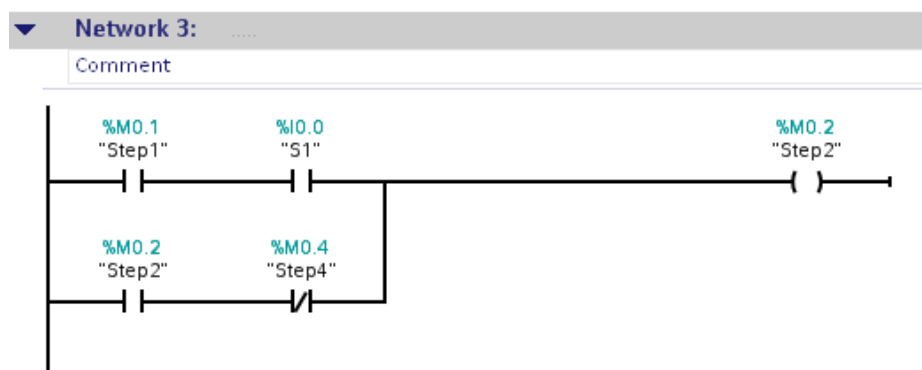 Network 3: .....
Comment
%M0.1 %I0.0 %M0.2
"Step1" "S1" "Step2"
%M0.2 %M0.4
"Step2" "Step4"